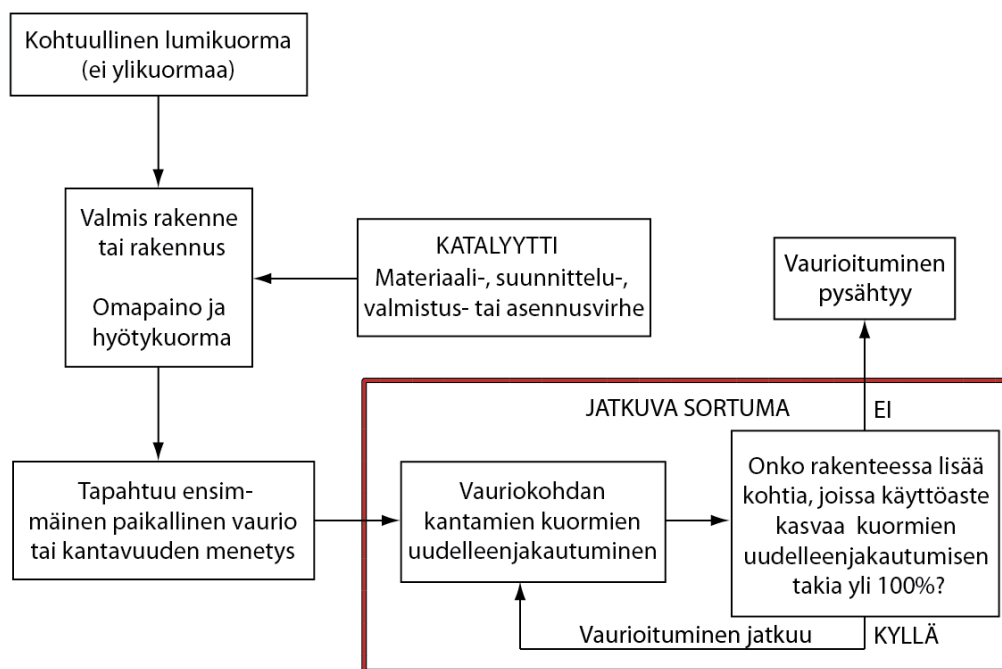 Kohtuullinen lumikuorma
(ei ylikuormaa)
Valmis rakenne
tai rakennus
Omapaino ja
hyötykuorma
KATALYYTTI
Materiaali-, suunnittelu-,
valmistus- tai asennusvirhe
Vaurioituminen
pysähtyy
Tapahtuu ensim-
mäinen paikallinen vaurio
tai kantavuuden menetys
JATKUVA SORTUMA
EI
Vauriokohdan
kantamien kuormien
uudelleenjakautuminen
Onko rakenteessa lisää
kohtia, joissa käyttöaste
kasvaa kuormien
uudelleenjakautumisen
takia yli 100%?
Vaurioituminen jatkuu
KYLLÄ